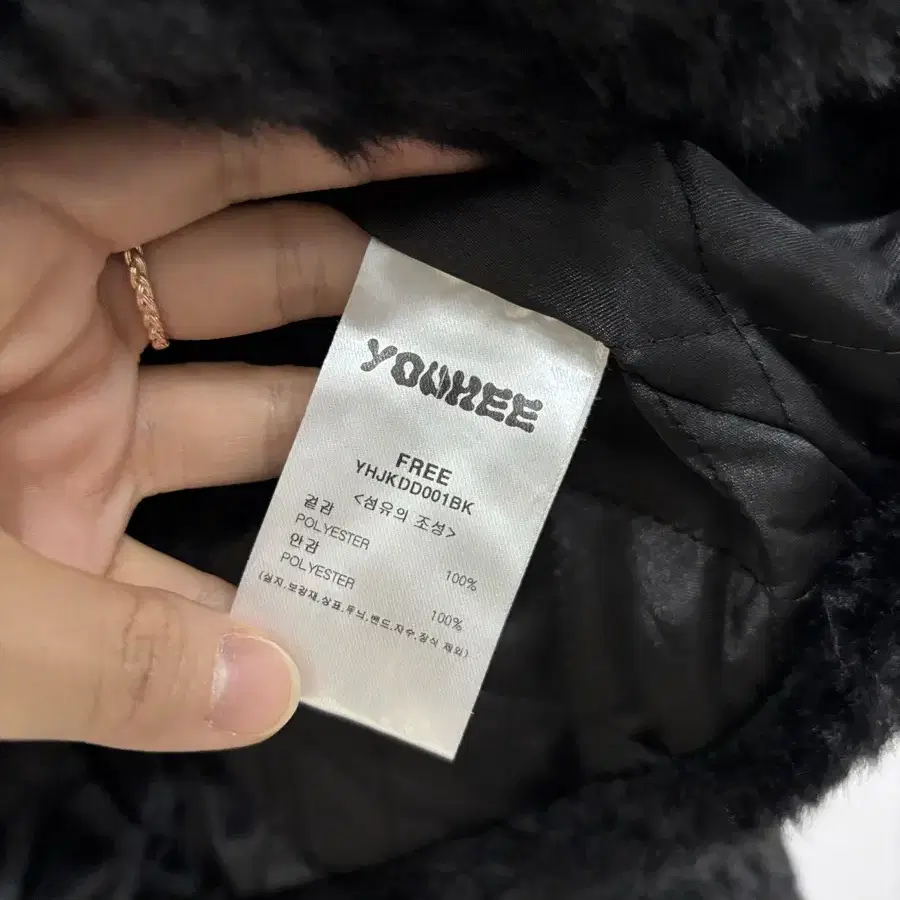 YOUHEE
FREE
YHJKDD001BK
<섬유의 조성>
겉감
POLYESTER 100%
안감
POLYESTER 100%
(심지,보강재,상표,무늬,밴드,자수,장식 제외)